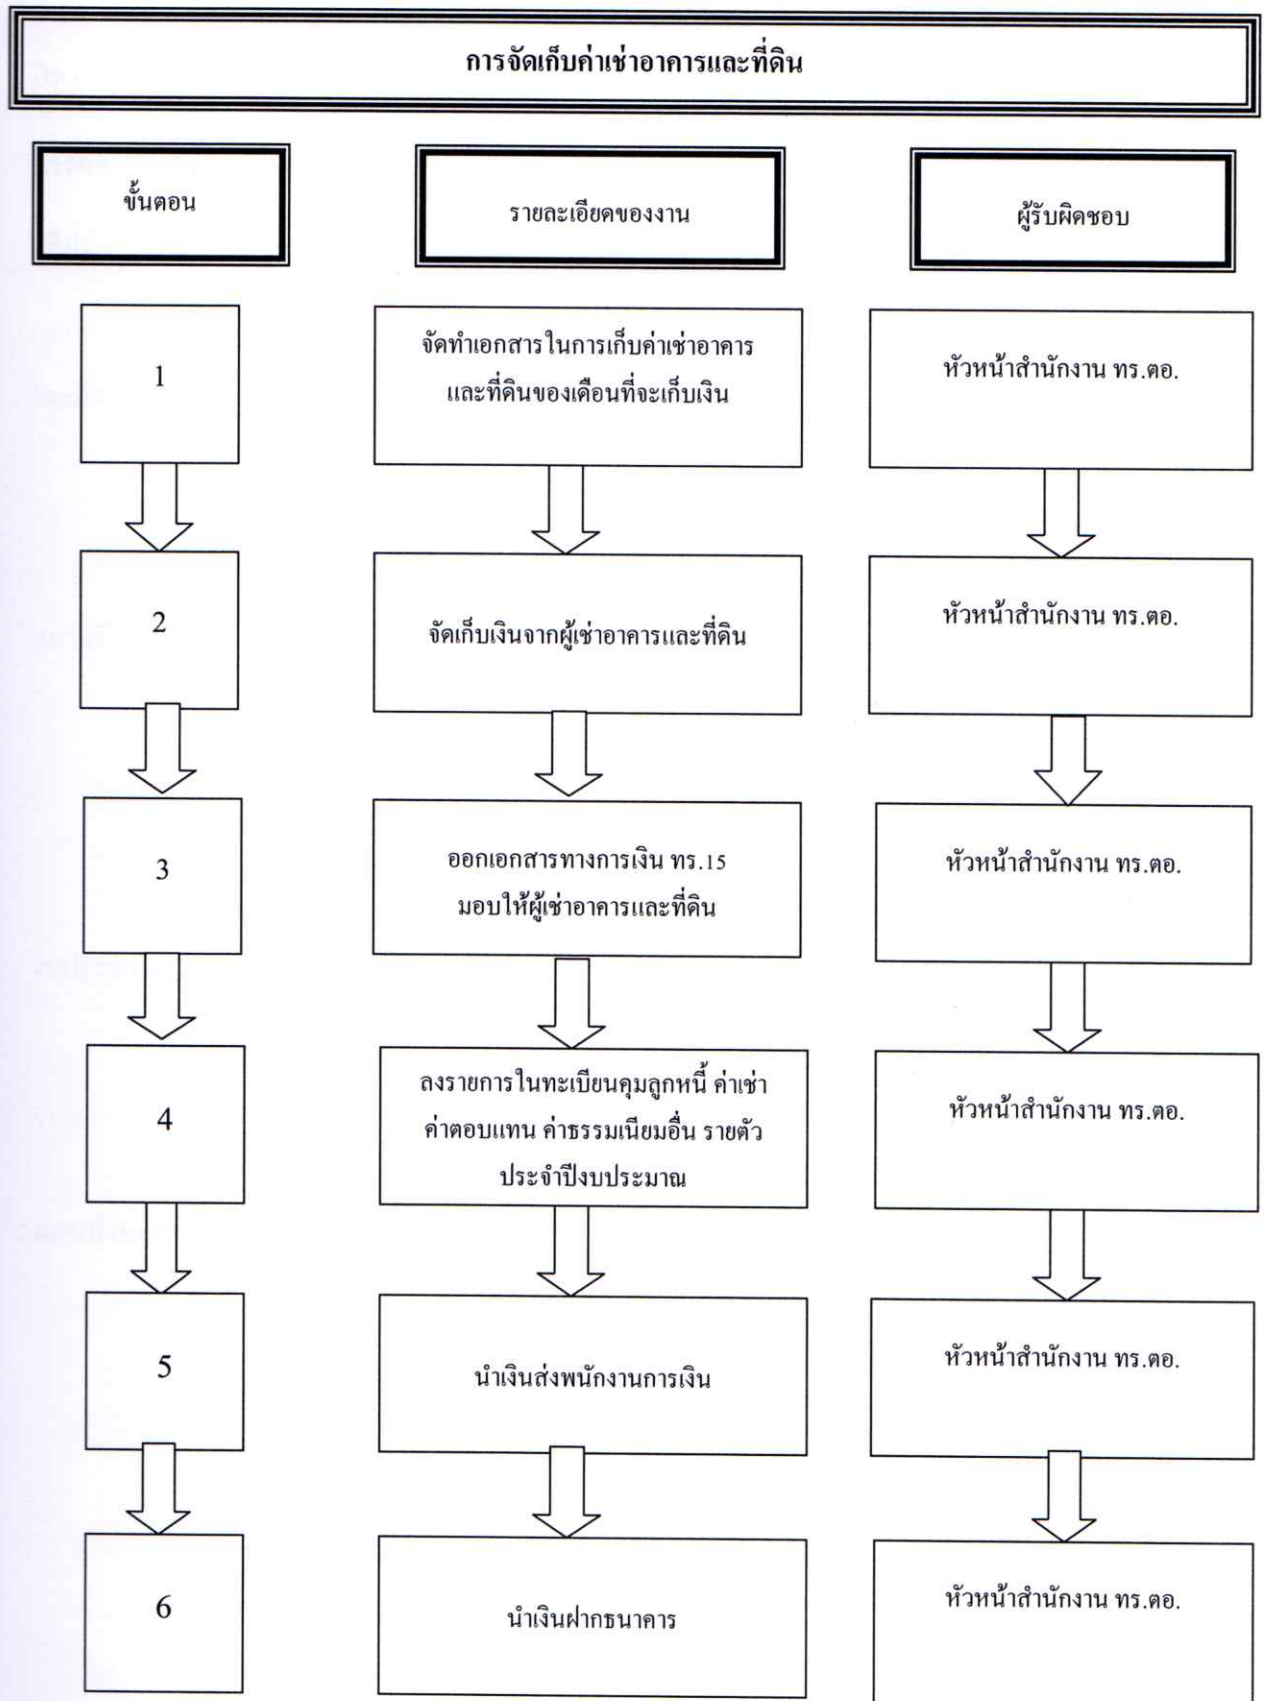 การจัดเก็บค่าเช่าอาคารและที่ดิน
ขั้นตอน
รายละเอียดของงาน
ผู้รับผิดชอบ
1
จัดทำเอกสารในการเก็บค่าเช่าอาคาร
และที่ดินของเดือนที่จะเก็บเงิน
หัวหน้าสำนักงาน ทร.ตอ.
2
จัดเก็บเงินจากผู้เช่าอาคารและที่ดิน
หัวหน้าสำนักงาน ทร.ตอ.
3
ออกเอกสารทางการเงิน ทร.15
มอบให้ผู้เช่าอาคารและที่ดิน
หัวหน้าสำนักงาน ทร.ตอ.
4
ลงรายการในทะเบียนคุมลูกหนี้ ค่าเช่า
ค่าตอบแทน ค่าธรรมเนียมอื่น รายตัว
ประจำปีงบประมาณ
หัวหน้าสำนักงาน ทร.ตอ.
5
นำเงินส่งพนักงานการเงิน
หัวหน้าสำนักงาน ทร.ตอ.
6
นำเงินฝากธนาคาร
หัวหน้าสำนักงาน ทร.ตอ.